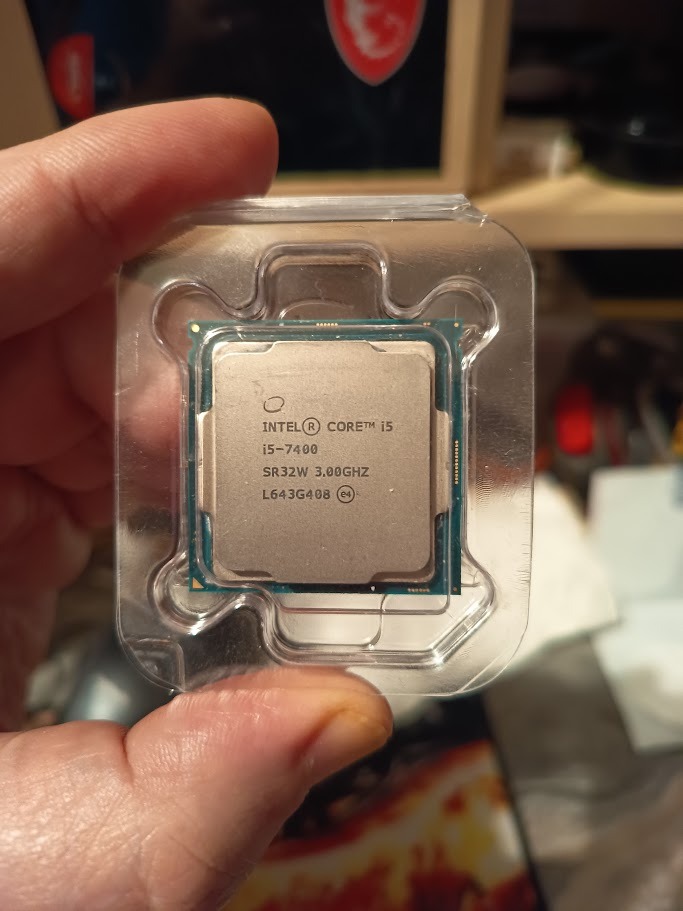 INTEL® CORE™ i5
i5-7400
SR32W 3.00GHZ
L643G408 e4